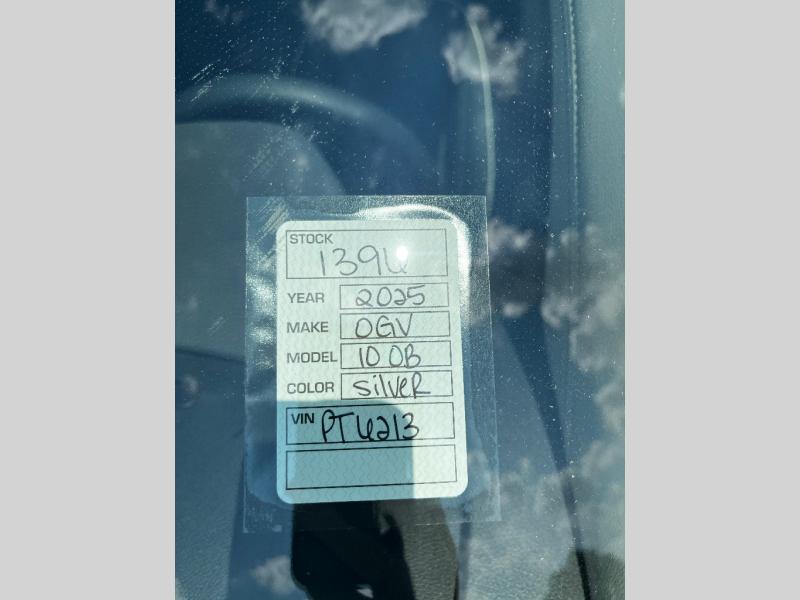 STOCK
1396
YEAR 2025
MAKE OGV
MODEL 10 OB
COLOR SilveR
VIN PT6213